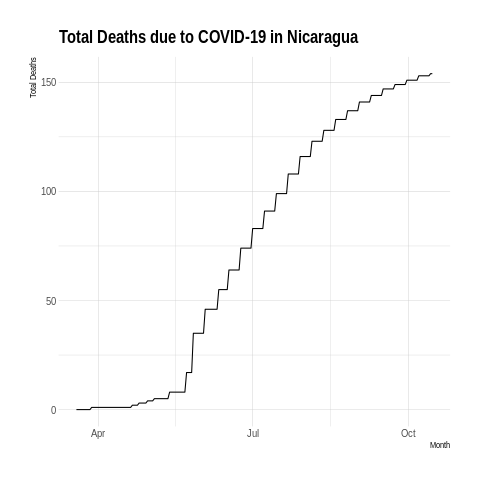 Total Deaths due to COVID-19 in Nicaragua
Total Deaths
150
100
50
0
Apr
Jul
Oct
Month